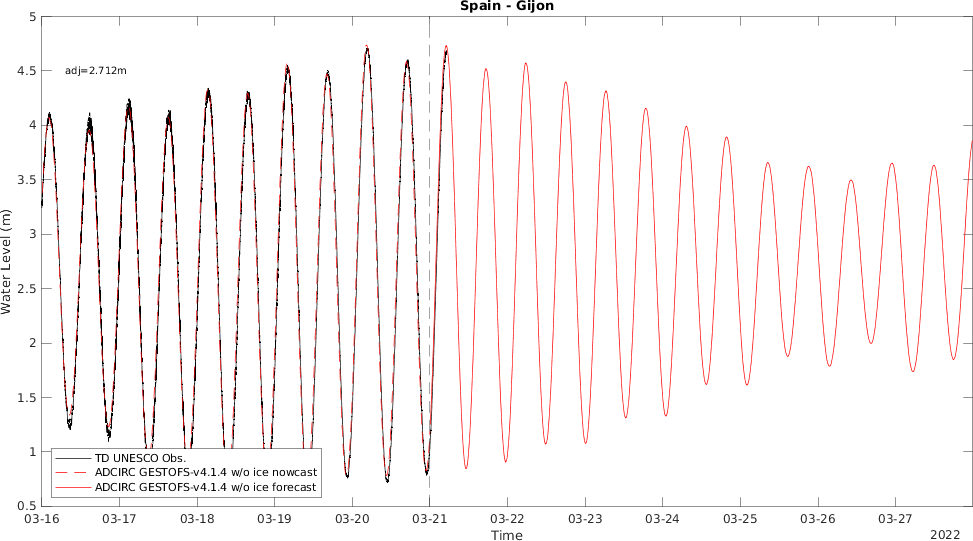 Spain - Gijon
5
4.5
4
3.5
3
2.5
2
1.5
1
0.5
Water Level (m)
adj=2.712m
TD UNESCO Obs.
ADCIRC GESTOFS-v4.1.4 w/o ice nowcast
ADCIRC GESTOFS-v4.1.4 w/o ice forecast
03-16 03-17 03-18 03-19 03-20 03-21 03-22 03-23 03-24 03-25 03-26 03-27
Time
2022